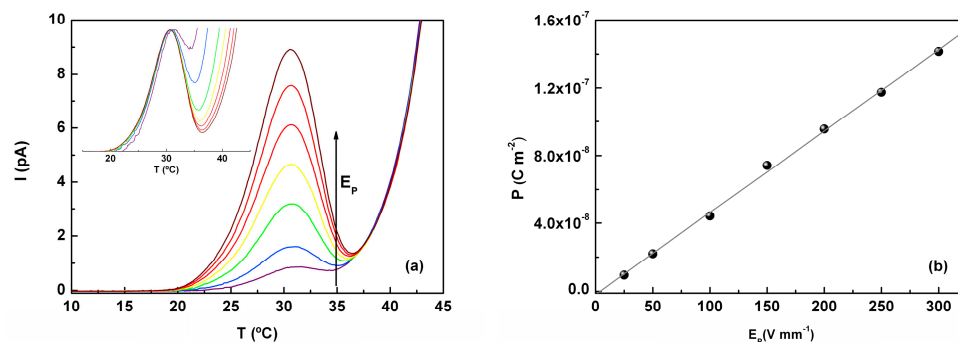 10
8
6
4
2
0
I (pA)
20 30 40
T (ºC)
E_P
(a)
10 15 20 25 30 35 40 45
T (ºC)
1.6x10⁻⁷
1.2x10⁻⁷
8.0x10⁻⁸
4.0x10⁻⁸
0.0
P (C m⁻²)
(b)
0 50 100 150 200 250 300
E_P(V mm⁻¹)